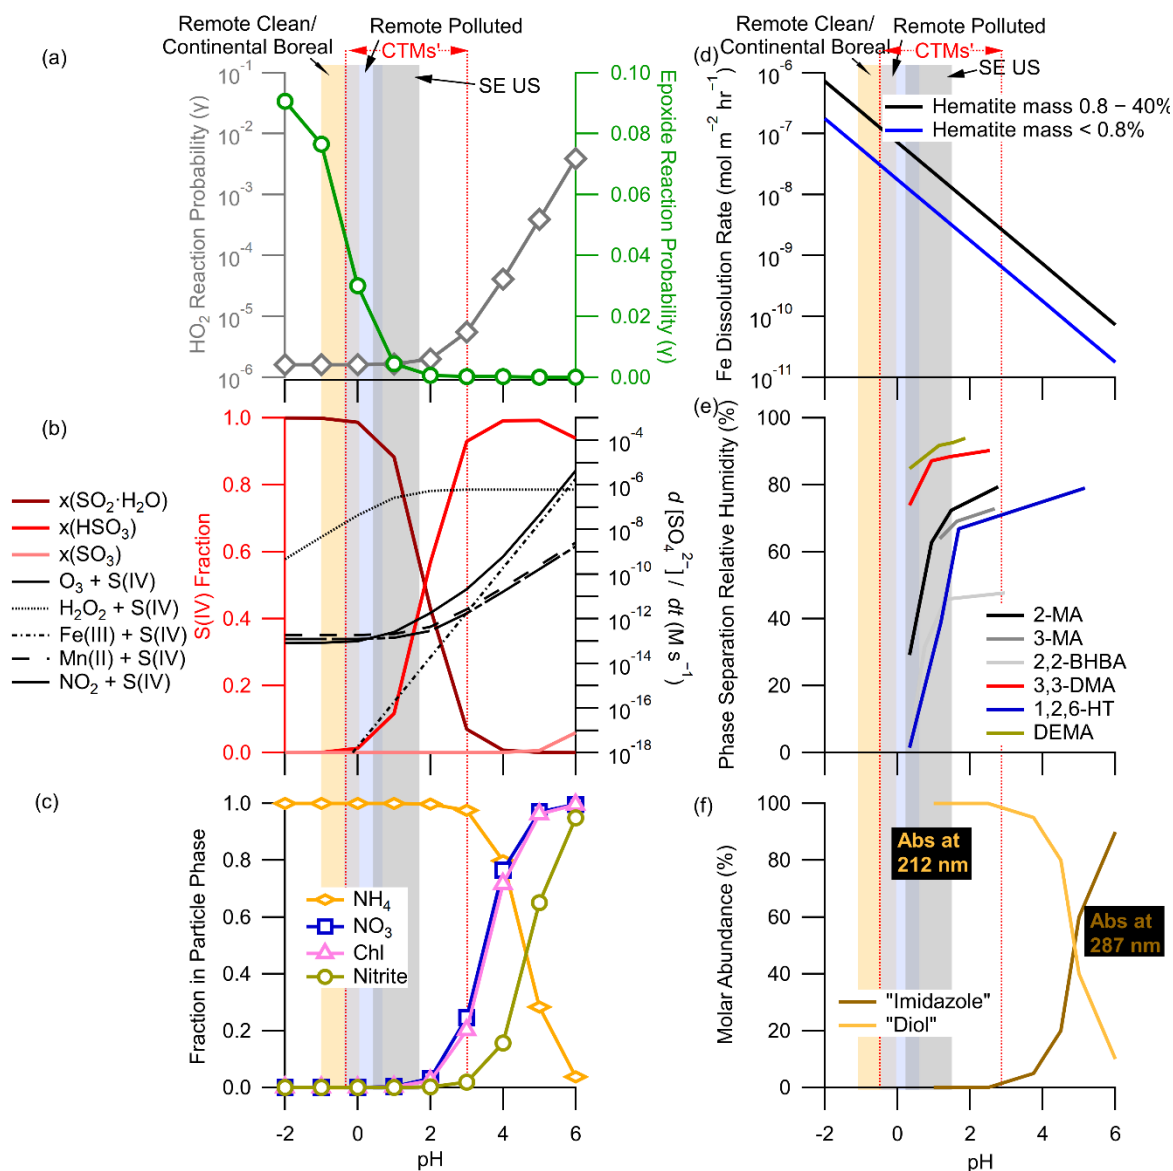 Remote Clean/
Continental Boreal
Remote Polluted
CTMs'
SE US
(a)
HO2 Reaction Probability (γ)
10⁻¹
10⁻²
10⁻³
10⁻⁴
10⁻⁵
10⁻⁶
0.10
0.08
0.06
0.04
0.02
0.00
Epoxide Reaction Probability (γ)
(b)
x(SO₂·H₂O)
x(HSO₃)
x(SO₃)
O₃ + S(IV)
H₂O₂ + S(IV)
Fe(III) + S(IV)
Mn(II) + S(IV)
NO₂ + S(IV)
S(IV) Fraction
1.0
0.8
0.6
0.4
0.2
0.0
10⁻⁴
10⁻⁶
10⁻⁸
10⁻¹⁰
10⁻¹²
10⁻¹⁴
10⁻¹⁶
10⁻¹⁸
d [SO₄²⁻] / dt (M s⁻¹)
(c)
Fraction in Particle Phase
1.0
0.8
0.6
0.4
0.2
0.0
NH₄
NO₃
Chl
Nitrite
-2 0 2 4 6
pH
Remote Clean/
Continental Boreal
Remote Polluted
CTMs'
SE US
(d)
Fe Dissolution Rate (mol m⁻² hr⁻¹)
10⁻⁶
10⁻⁷
10⁻⁸
10⁻⁹
10⁻¹⁰
10⁻¹¹
Hematite mass 0.8 – 40%
Hematite mass < 0.8%
(e)
Phase Separation Relative Humidity (%)
100
80
60
40
20
0
2-MA
3-MA
2,2-BHBA
3,3-DMA
1,2,6-HT
DEMA
(f)
Molar Abundance (%)
100
80
60
40
20
0
Abs at
212 nm
Abs at
287 nm
"Imidazole"
"Diol"
-2 0 2 4 6
pH